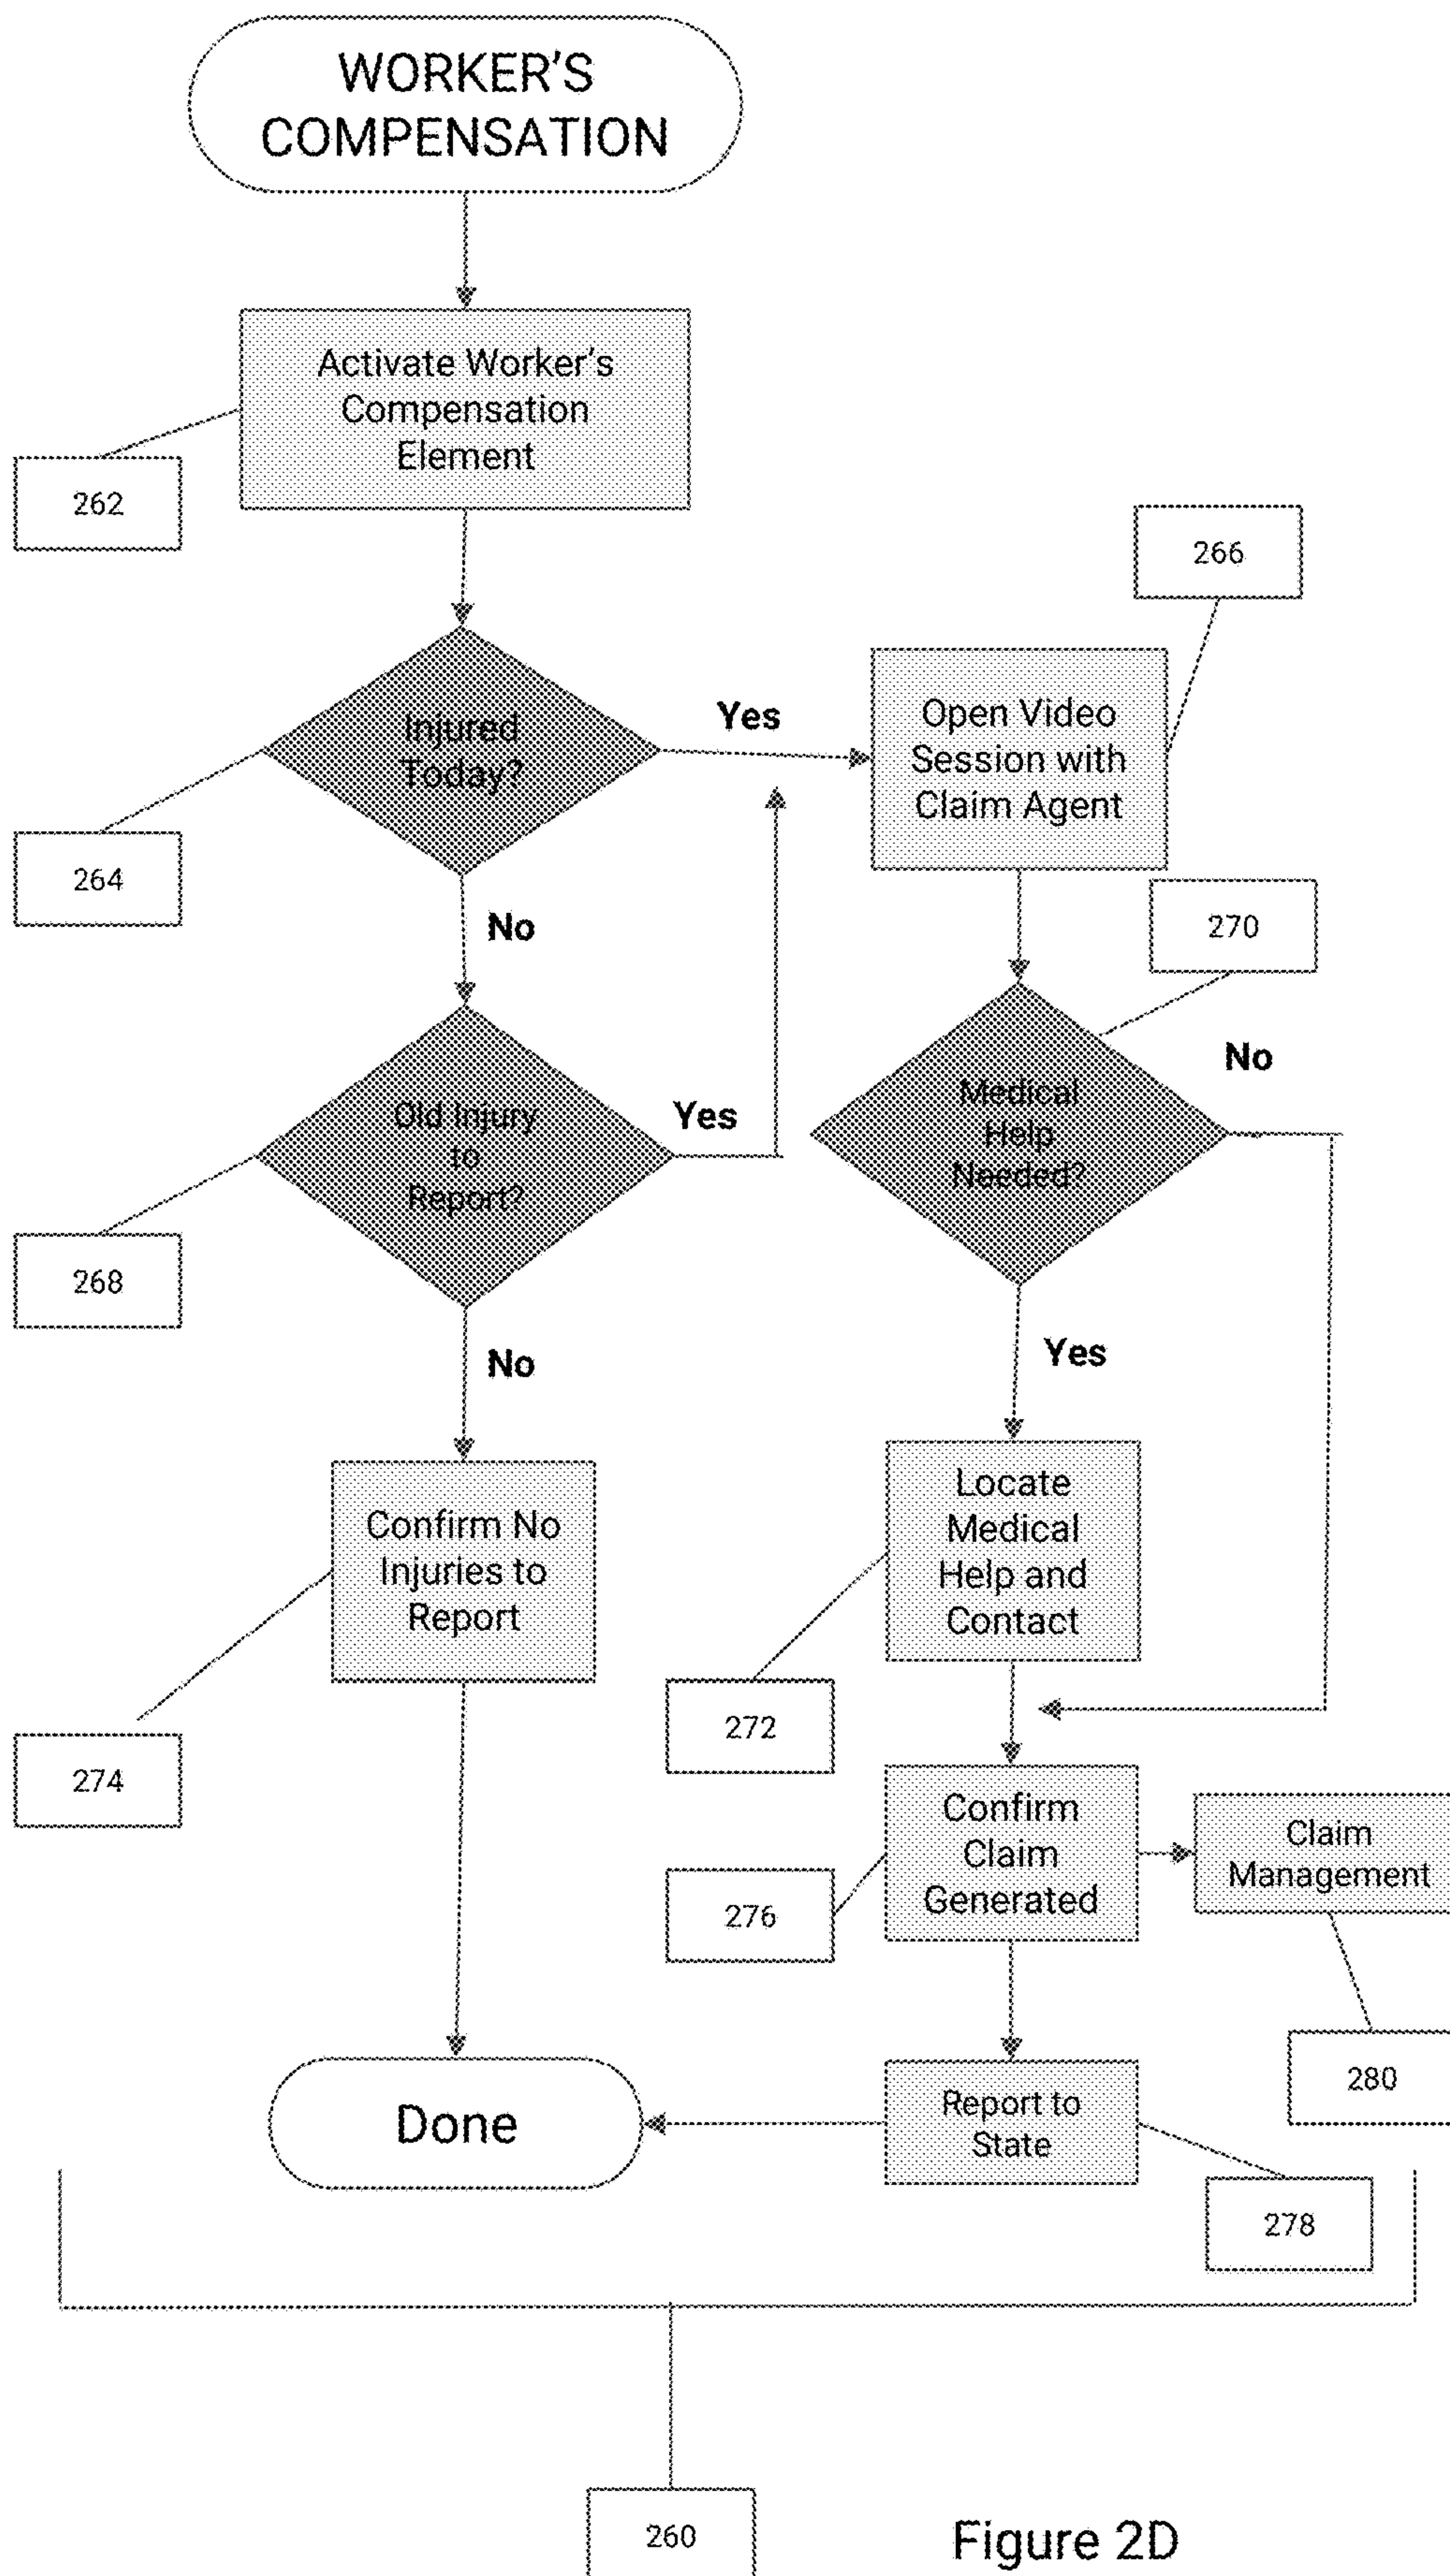 WORKER’S
COMPENSATION
Activate Worker’s
Compensation
Element
262
266
Injured
Today?
Yes
Open Video
Session with
Claim Agent
264
No
270
Old Injury
to
Report?
Yes
Medical
Help
Needed?
No
268
No
Yes
Confirm No
Injuries to
Report
Locate
Medical
Help and
Contact
274
272
Confirm
Claim
Generated
Claim
Management
276
280
Done
Report to
State
278
260
Figure 2D